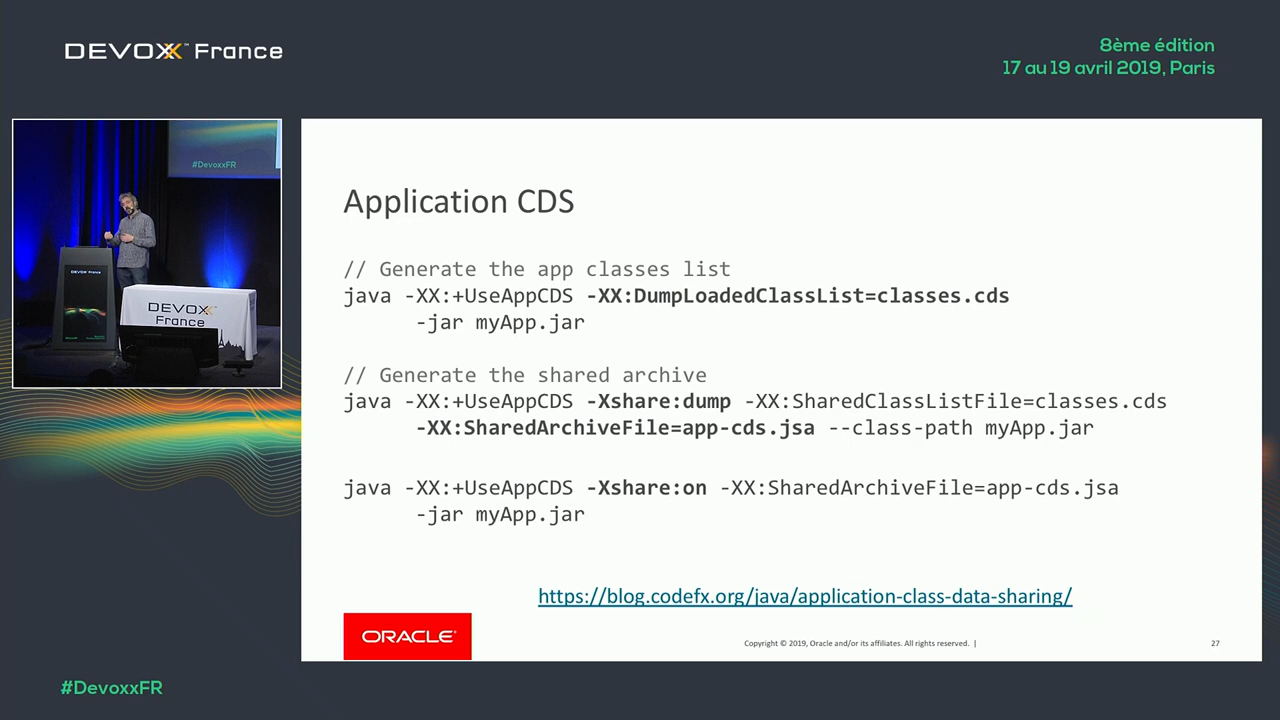 DEVOXX™ France
8ème édition
17 au 19 avril 2019, Paris
#DevoxxFR
DEVOXX France
DEVOXX
France
Application CDS
// Generate the app classes list
java -XX:+UseAppCDS -XX:DumpLoadedClassList=classes.cds
-jar myApp.jar
// Generate the shared archive
java -XX:+UseAppCDS -Xshare:dump -XX:SharedClassListFile=classes.cds
-XX:SharedArchiveFile=app-cds.jsa --class-path myApp.jar
java -XX:+UseAppCDS -Xshare:on -XX:SharedArchiveFile=app-cds.jsa
-jar myApp.jar
https://blog.codefx.org/java/application-class-data-sharing/
ORACLE®
Copyright © 2019, Oracle and/or its affiliates. All rights reserved. |
27
#DevoxxFR